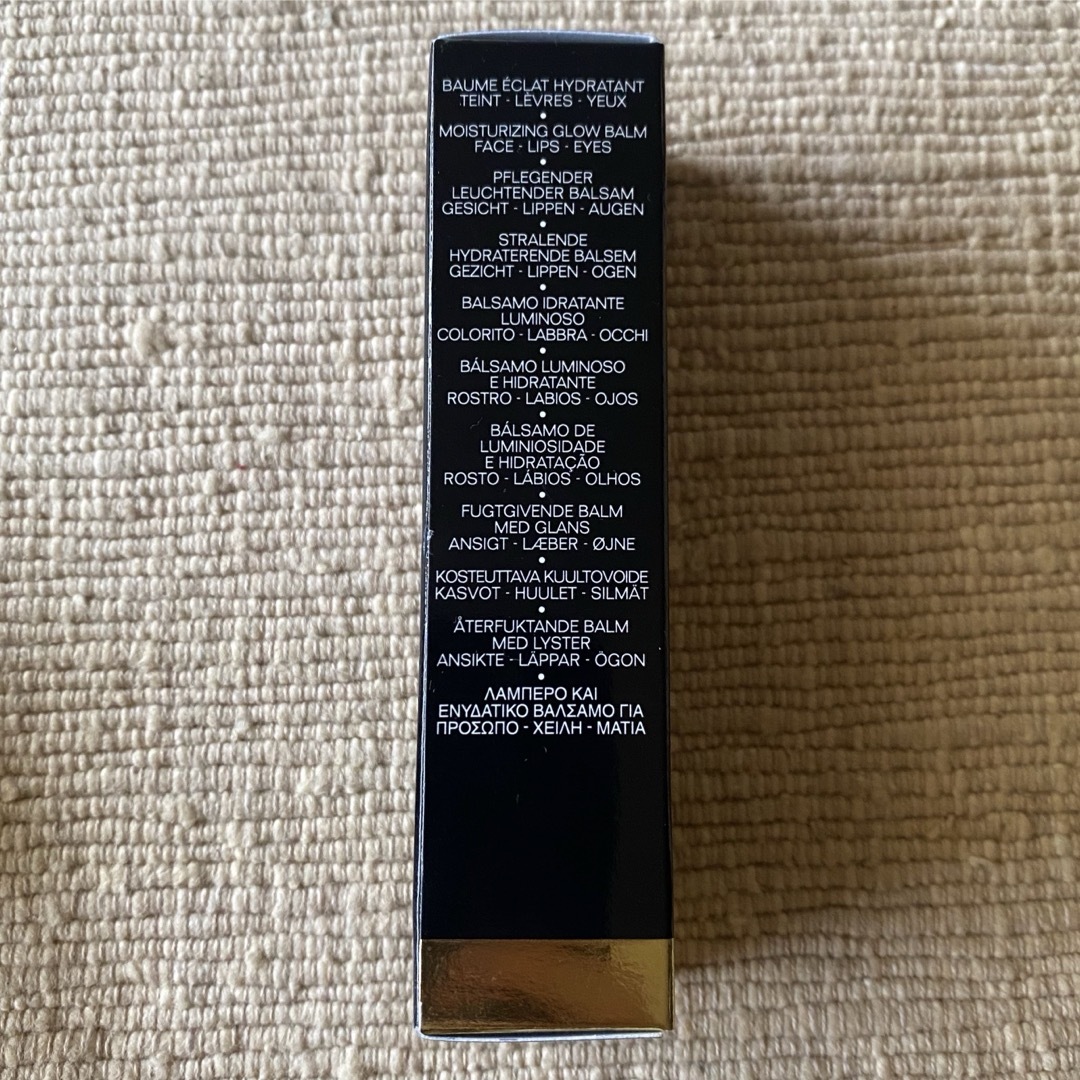 BAUME ÉCLAT HYDRATANT
TEINT - LÈVRES - YEUX
•
MOISTURIZING GLOW BALM
FACE - LIPS - EYES
•
PFLEGENDER
LEUCHTENDER BALSAM
GESICHT - LIPPEN - AUGEN
•
STRALENDE
HYDRATERENDE BALSEM
GEZICHT - LIPPEN - OGEN
•
BALSAMO IDRATANTE
LUMINOSO
COLORITO - LABBRA - OCCHI
•
BÁLSAMO LUMINOSO
E HIDRATANTE
ROSTRO - LABIOS - OJOS
•
BÁLSAMO DE
LUMINIOSIDADE
E HIDRATAÇÃO
ROSTO - LÁBIOS - OLHOS
•
FUGTGIVENDE BALM
MED GLANS
ANSIGT - LÆBER - ØJNE
•
KOSTEUTTAVA KUULTOVOIDE
KASVOT - HUULET - SILMÄT
•
ÅTERFUKTANDE BALM
MED LYSTER
ANSIKTE - LÄPPAR - ÖGON
•
ΛΑΜΠΕΡΟ ΚΑΙ
ΕΝΥΔΑΤΙΚΟ ΒΑΛΣΑΜΟ ΓΙΑ
ΠΡΟΣΩΠΟ - ΧΕΙΛΗ - ΜΑΤΙΑ